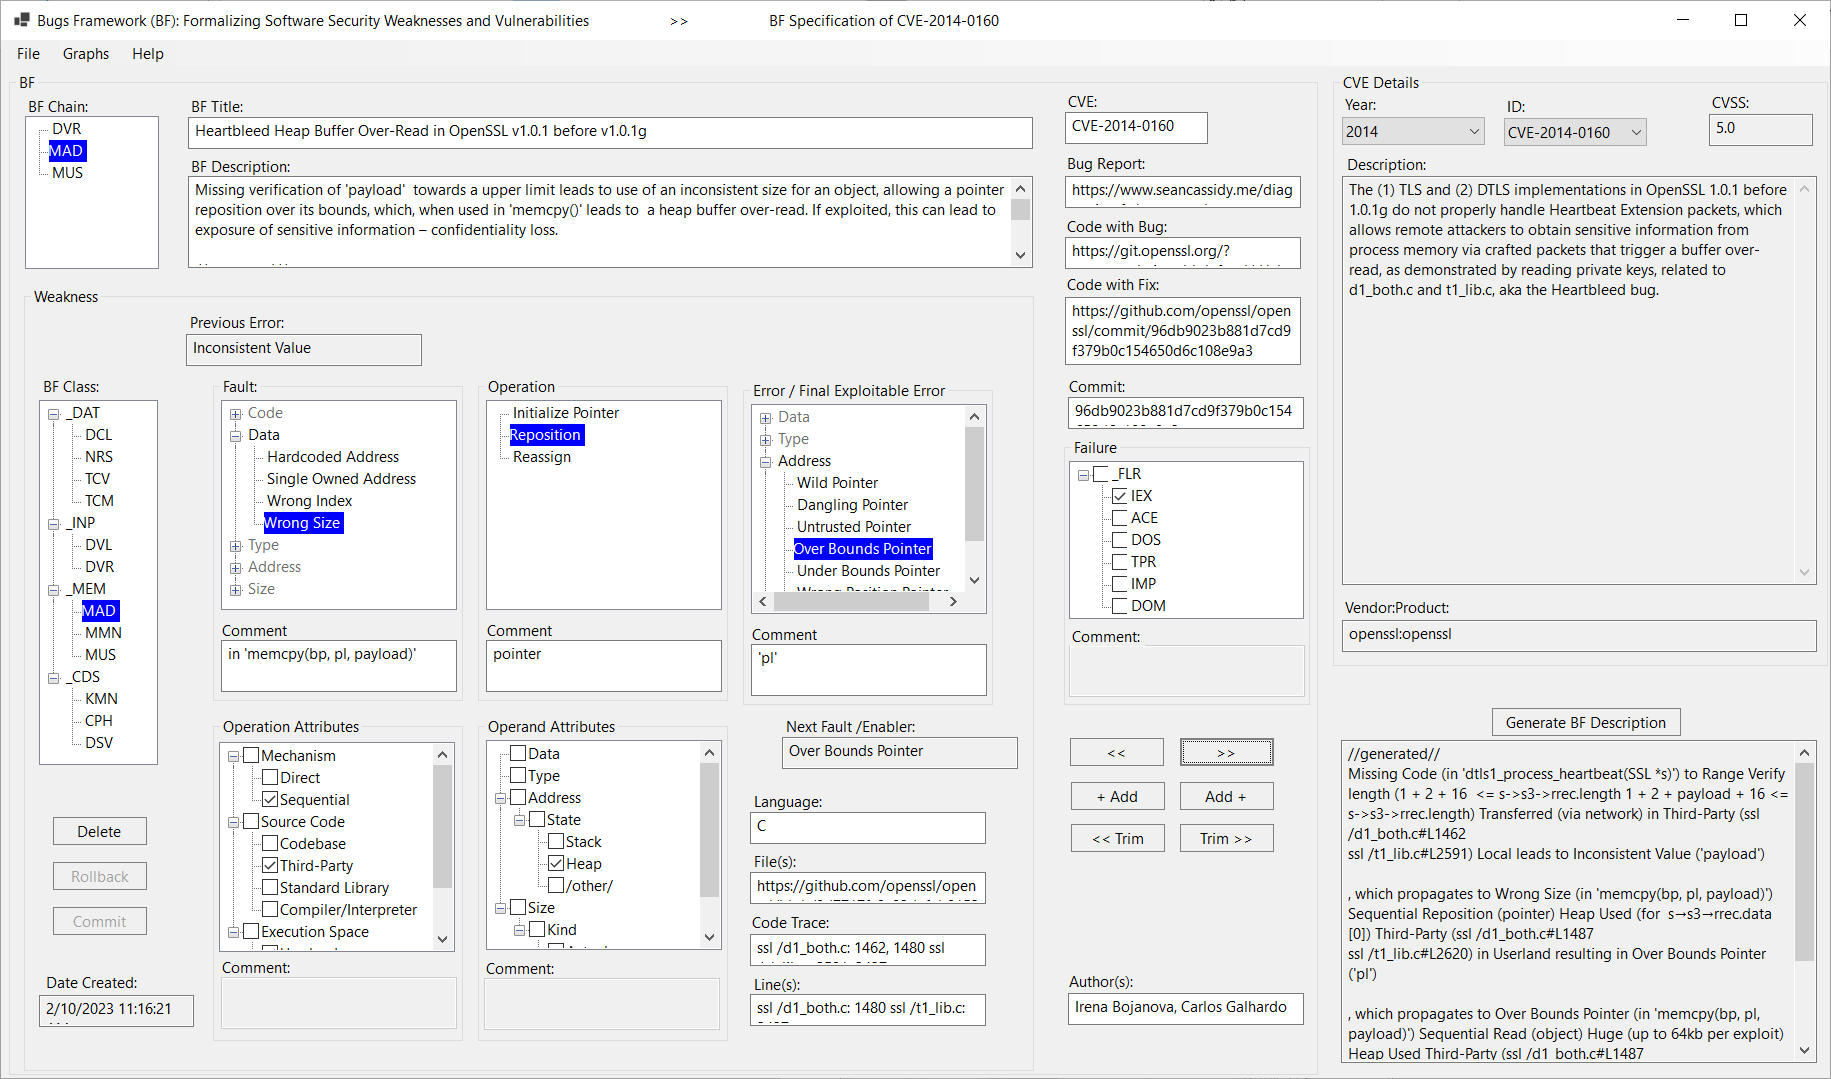 Bugs Framework (BF): Formalizing Software Security Weaknesses and Vulnerabilities >> BF Specification of CVE-2014-0160
File Graphs Help
BF
BF Chain:
DVR
MAD
MUS
BF Title:
Heartbleed Heap Buffer Over-Read in OpenSSL v1.0.1 before v1.0.1g
BF Description:
Missing verification of 'payload' towards a upper limit leads to use of an inconsistent size for an object, allowing a pointer
reposition over its bounds, which, when used in 'memcpy()' leads to a heap buffer over-read. If exploited, this can lead to
exposure of sensitive information – confidentiality loss.
Weakness
Previous Error:
Inconsistent Value
BF Class:
_DAT
DCL
NRS
TCV
TCM
_INP
DVL
DVR
_MEM
MAD
MMN
MUS
_CDS
KMN
CPH
DSV
Delete
Rollback
Commit
Date Created:
2/10/2023 11:16:21
Fault:
Code
Data
Hardcoded Address
Single Owned Address
Wrong Index
Wrong Size
Type
Address
Size
Comment
in 'memcpy(bp, pl, payload)'
Operation
Initialize Pointer
Reposition
Reassign
Comment
pointer
Error / Final Exploitable Error
Data
Type
Address
Wild Pointer
Dangling Pointer
Untrusted Pointer
Over Bounds Pointer
Under Bounds Pointer
Wrong Position Pointer
Comment
'pl'
Operation Attributes
Mechanism
Direct
Sequential
Source Code
Codebase
Third-Party
Standard Library
Compiler/Interpreter
Execution Space
Comment:
Operand Attributes
Data
Type
Address
State
Stack
Heap
/other/
Size
Kind
Comment:
Next Fault /Enabler:
Over Bounds Pointer
Language:
C
File(s):
https://github.com/openssl/open
Code Trace:
ssl /d1_both.c: 1462, 1480 ssl
Line(s):
ssl /d1_both.c: 1480 ssl /t1_lib.c:
CVE:
CVE-2014-0160
Bug Report:
https://www.seancassidy.me/diag
Code with Bug:
https://git.openssl.org/?
Code with Fix:
https://github.com/openssl/open
ssl/commit/96db9023b881d7cd9
f379b0c154650d6c108e9a3
Commit:
96db9023b881d7cd9f379b0c154
Failure
_FLR
IEX
ACE
DOS
TPR
IMP
DOM
Comment:
<< >>
+ Add Add +
<< Trim Trim >>
Author(s):
Irena Bojanova, Carlos Galhardo
CVE Details
Year:
2014
ID:
CVE-2014-0160
CVSS:
5.0
Description:
The (1) TLS and (2) DTLS implementations in OpenSSL 1.0.1 before
1.0.1g do not properly handle Heartbeat Extension packets, which
allows remote attackers to obtain sensitive information from
process memory via crafted packets that trigger a buffer over-
read, as demonstrated by reading private keys, related to
d1_both.c and t1_lib.c, aka the Heartbleed bug.
Vendor:Product:
openssl:openssl
Generate BF Description
//generated//
Missing Code (in 'dtls1_process_heartbeat(SSL *s)') to Range Verify
length (1 + 2 + 16 <= s->s3->rrec.length 1 + 2 + payload + 16 <=
s->s3->rrec.length) Transferred (via network) in Third-Party (ssl
/d1_both.c#L1462
ssl /t1_lib.c#L2591) Local leads to Inconsistent Value ('payload')
, which propagates to Wrong Size (in 'memcpy(bp, pl, payload)')
Sequential Reposition (pointer) Heap Used (for s→s3→rrec.data
[0]) Third-Party (ssl /d1_both.c#L1487
ssl /t1_lib.c#L2620) in Userland resulting in Over Bounds Pointer
('pl')
, which propagates to Over Bounds Pointer (in 'memcpy(bp, pl,
payload)') Sequential Read (object) Huge (up to 64kb per exploit)
Heap Used Third-Party (ssl /d1_both.c#L1487